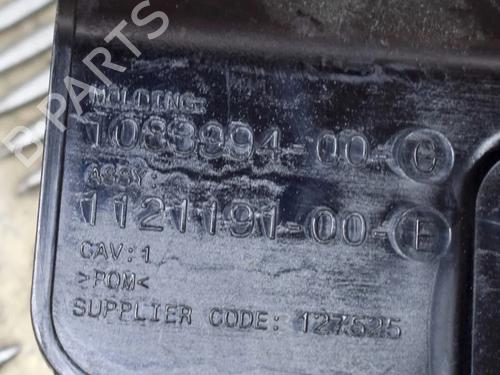 B-PARTS
MOLDING:
1083994-00-G
ASSY:
1121191-00-E
CAV: 1
>POM<
SUPPLIER CODE: 127525